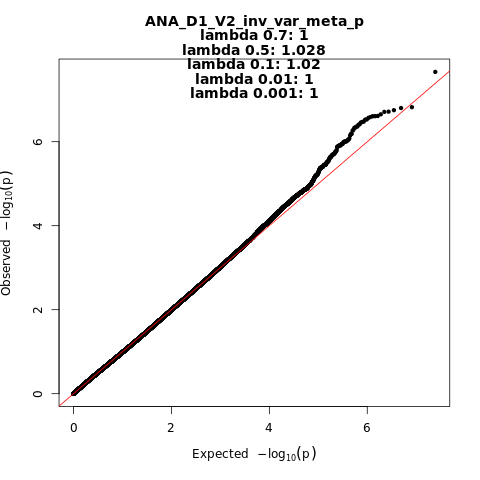 ANA_D1_V2_inv_var_meta_p
lambda 0.7: 1
lambda 0.5: 1.028
lambda 0.1: 1.02
lambda 0.01: 1
lambda 0.001: 1
Observed −log10(p)
6
4
2
0
0 2 4 6
Expected −log10(p)